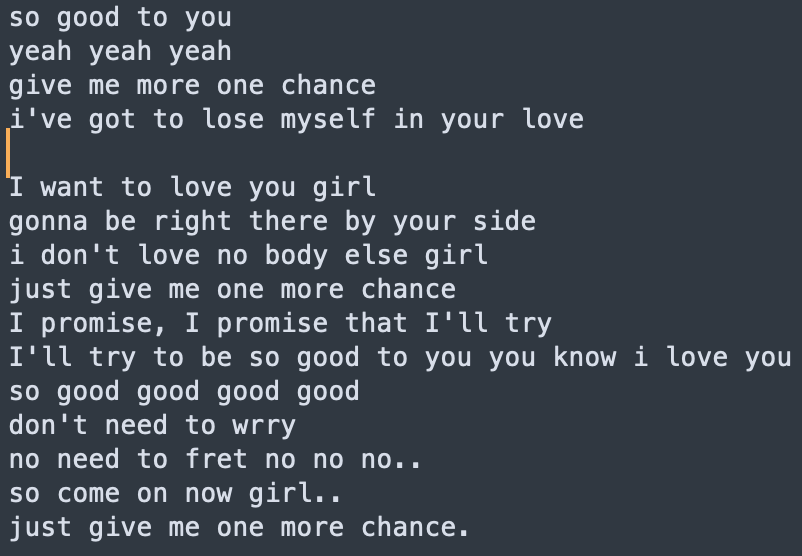 so good to you
yeah yeah yeah
give me more one chance
i've got to lose myself in your love

I want to love you girl
gonna be right there by your side
i don't love no body else girl
just give me one more chance
I promise, I promise that I'll try
I'll try to be so good to you you know i love you
so good good good good
don't need to wrry
no need to fret no no no..
so come on now girl..
just give me one more chance.